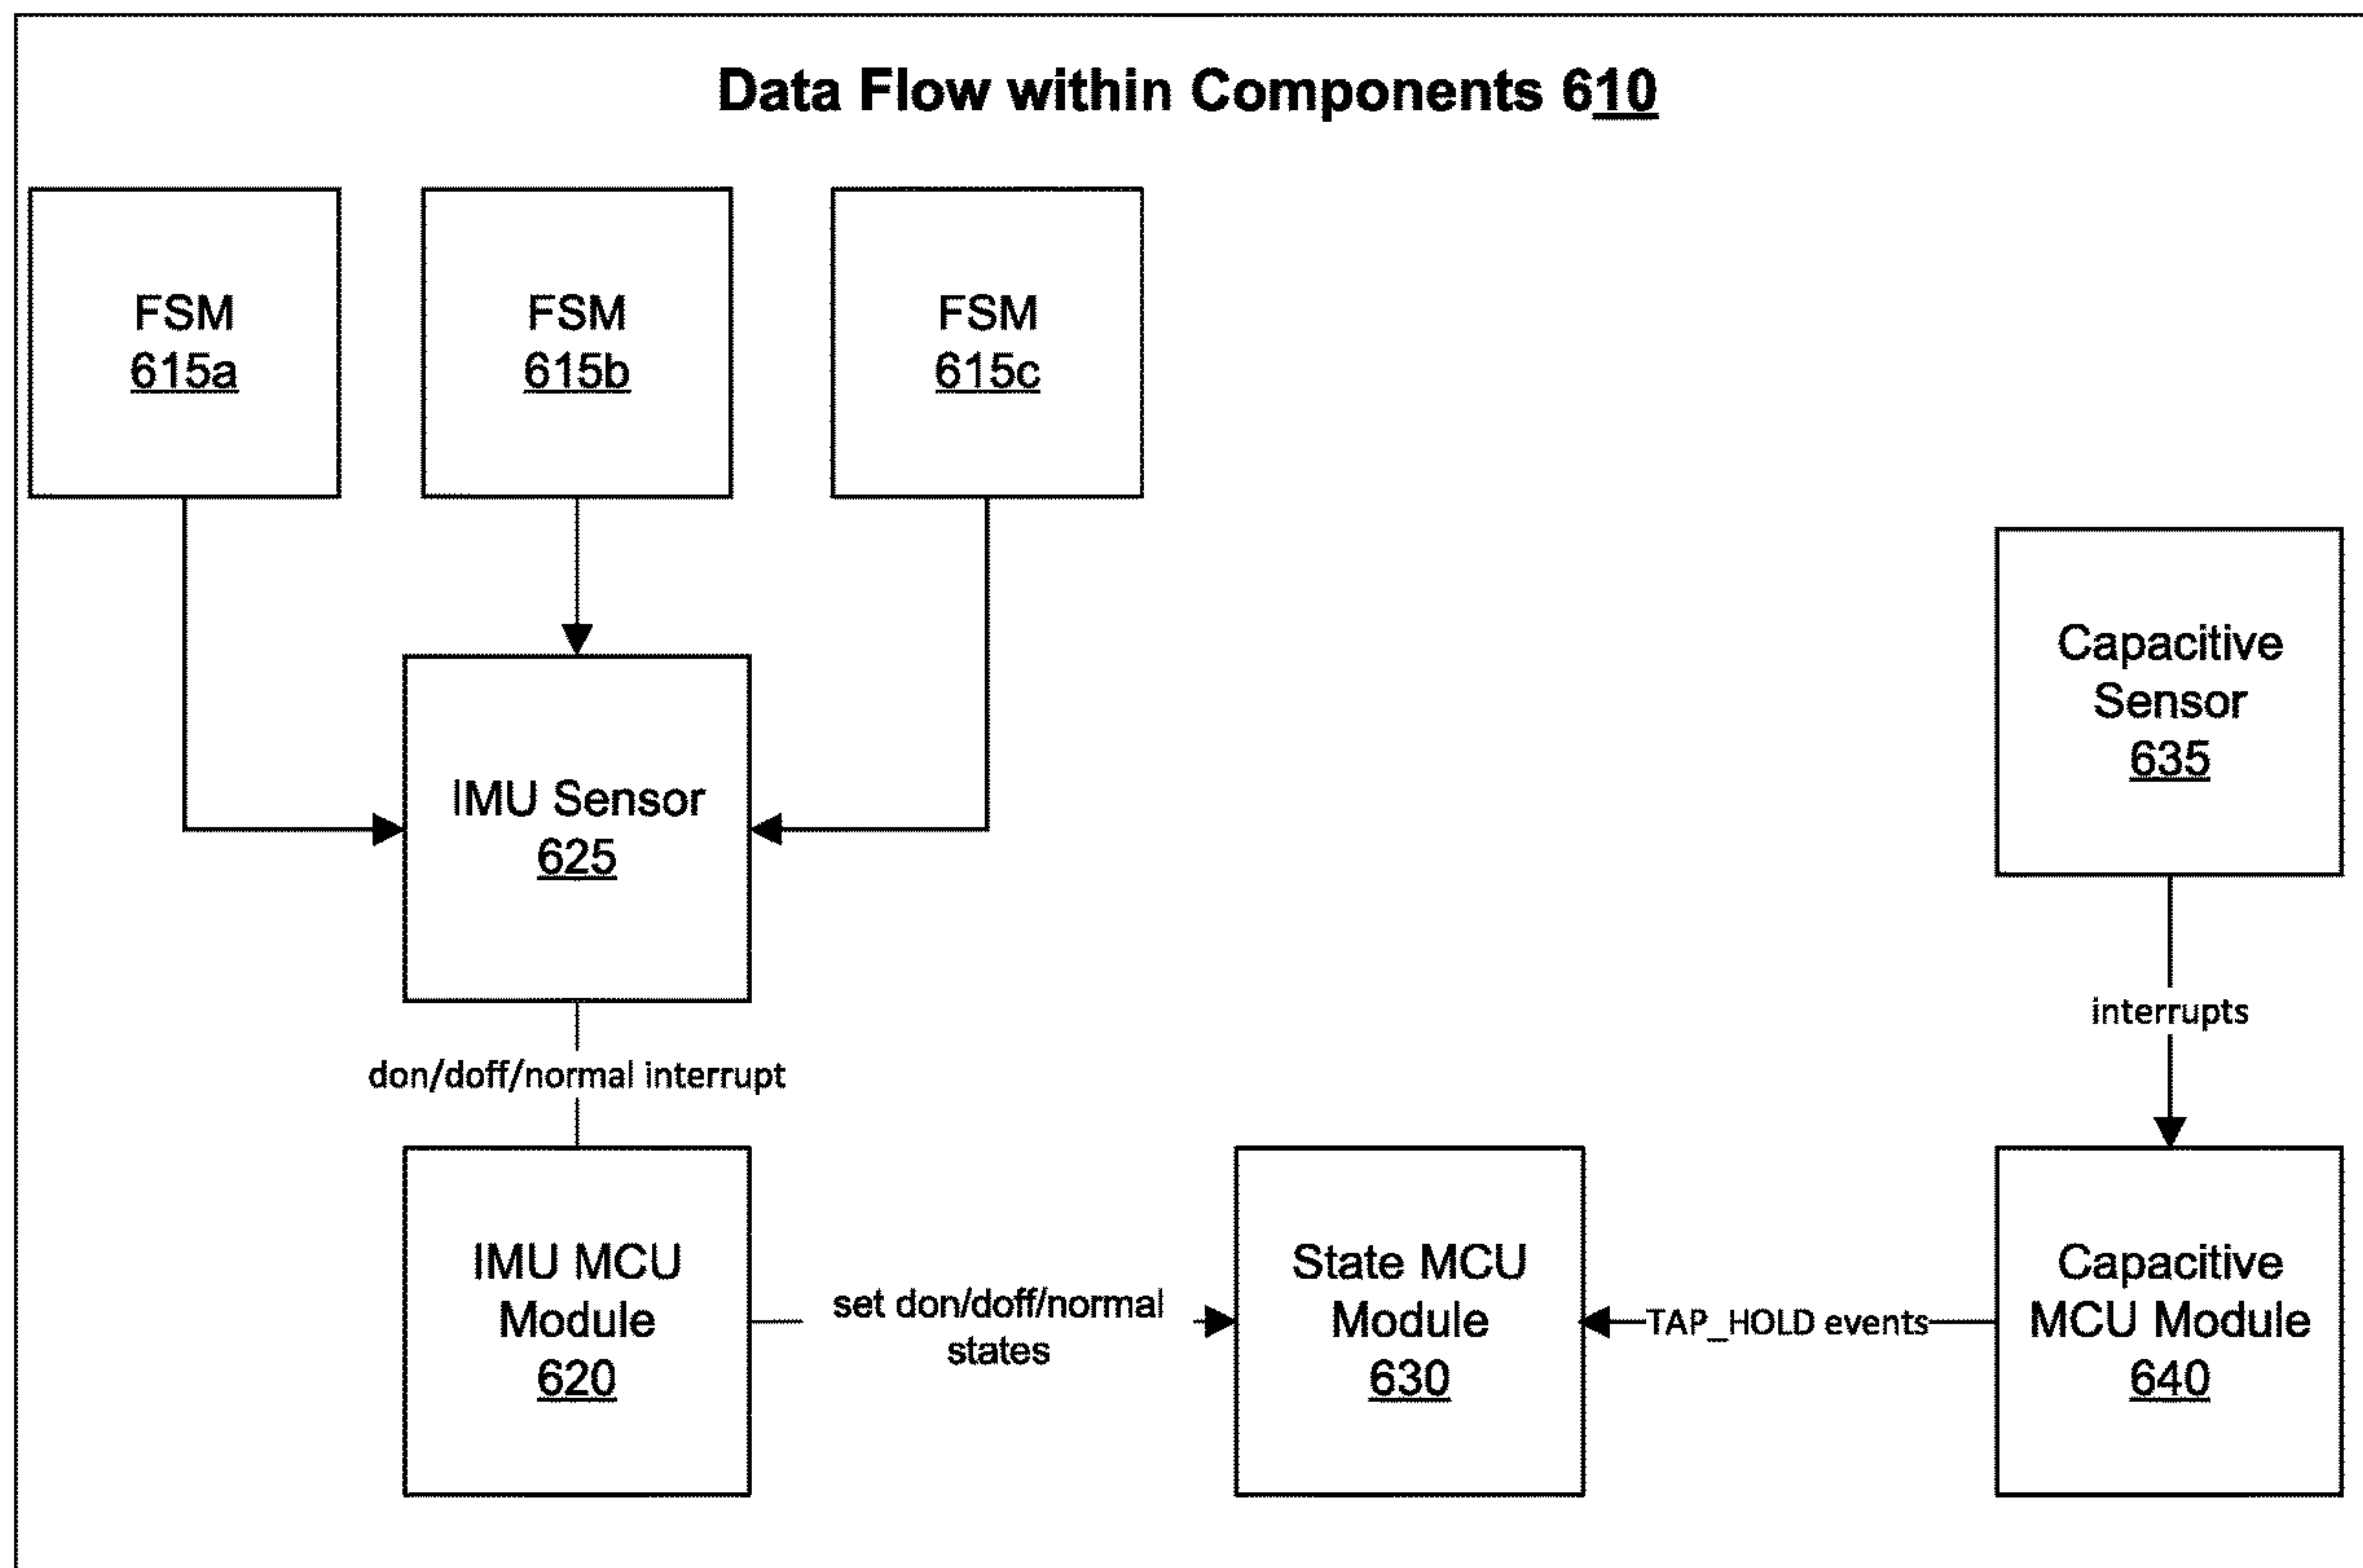 Data Flow within Components 610
FSM
615a
FSM
615b
FSM
615c
Capacitive
Sensor
635
IMU Sensor
625
interrupts
don/doff/normal interrupt
IMU MCU
Module
620
set don/doff/normal
states
State MCU
Module
630
TAP_HOLD events
Capacitive
MCU Module
640